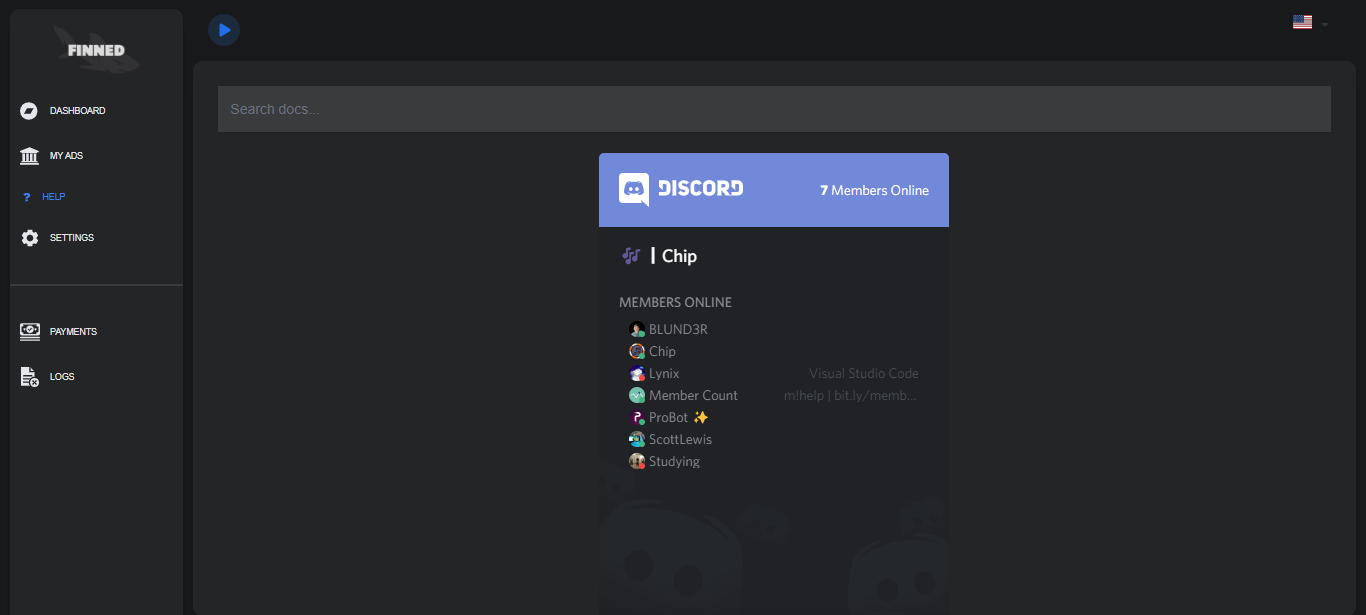 FINNED
DASHBOARD
MY ADS
? HELP
SETTINGS
PAYMENTS
LOGS
Search docs...
DISCORD
7 Members Online
| Chip
MEMBERS ONLINE
BLUND3R
Chip
Lynix Visual Studio Code
Member Count m!help | bit.ly/memb...
ProBot ✨
ScottLewis
Studying